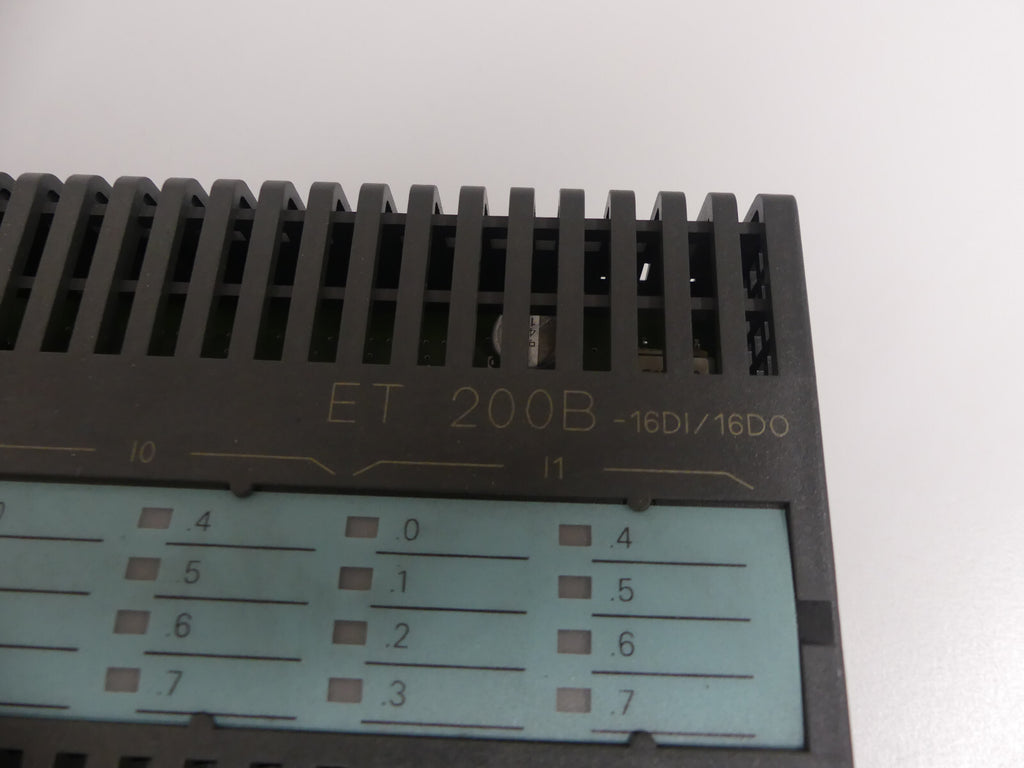 ET 200B -16DI/16DO
I0 I1
.4 .0 .4
.5 .1 .5
.6 .2 .6
.7 .3 .7